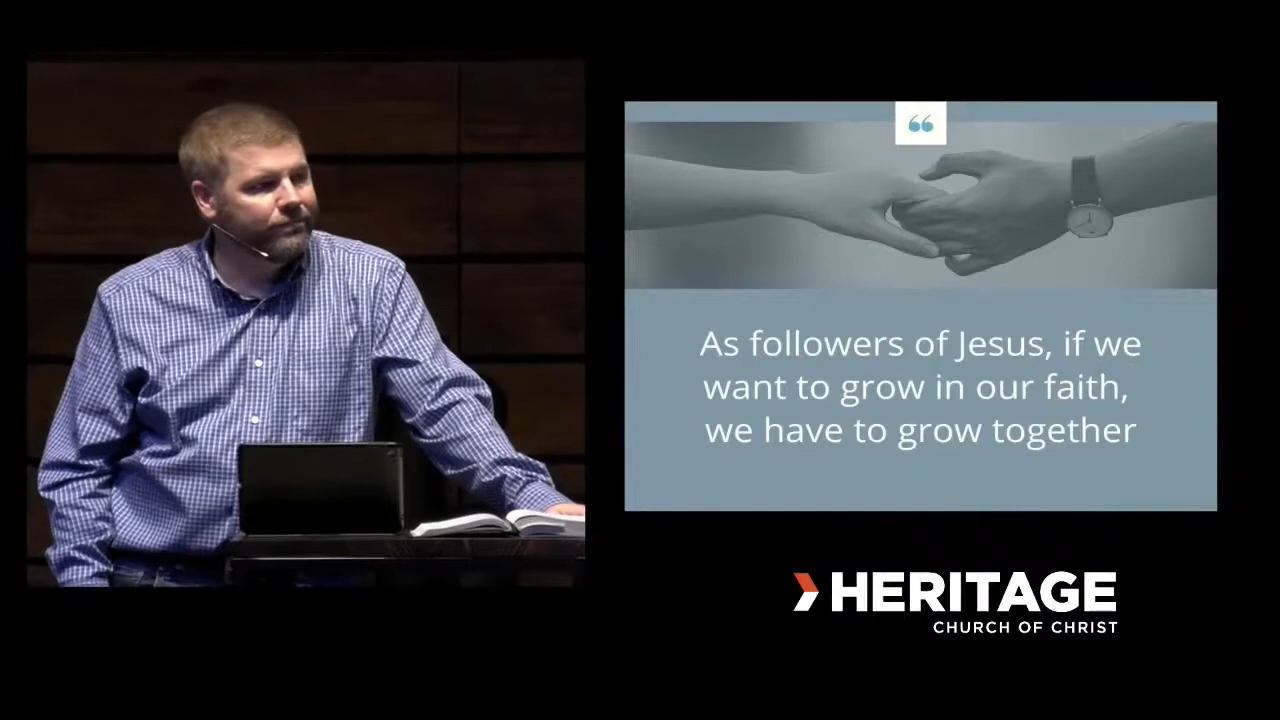 “
As followers of Jesus, if we
want to grow in our faith,
we have to grow together
HERITAGE
CHURCH OF CHRIST